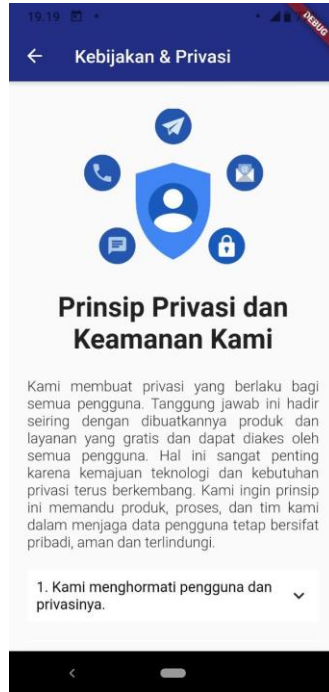 19.19
DEBUG
Kebijakan & Privasi
Prinsip Privasi dan
Keamanan Kami
Kami membuat privasi yang berlaku bagi
semua pengguna. Tanggung jawab ini hadir
seiring dengan dibuatkannya produk dan
layanan yang gratis dan dapat diakes oleh
semua pengguna. Hal ini sangat penting
karena kemajuan teknologi dan kebutuhan
privasi terus berkembang. Kami ingin prinsip
ini memandu produk, proses, dan tim kami
dalam menjaga data pengguna tetap bersifat
pribadi, aman dan terlindungi.
1. Kami menghormati pengguna dan
privasinya.